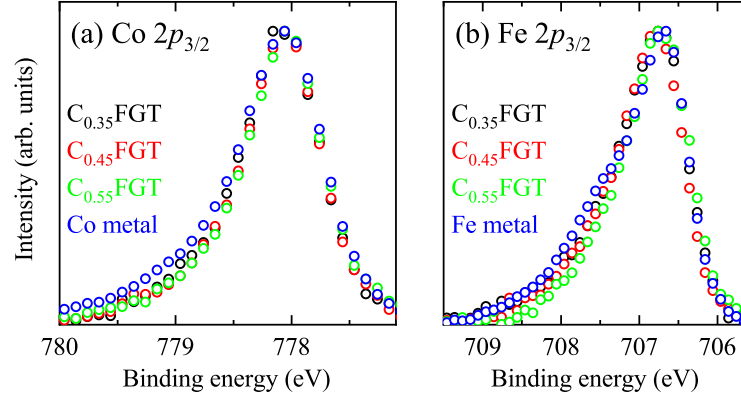 (a) Co 2p3/2
C0.35FGT
C0.45FGT
C0.55FGT
Co metal
Intensity (arb. units)
780 779 778
Binding energy (eV)
(b) Fe 2p3/2
C0.35FGT
C0.45FGT
C0.55FGT
Fe metal
709 708 707 706
Binding energy (eV)